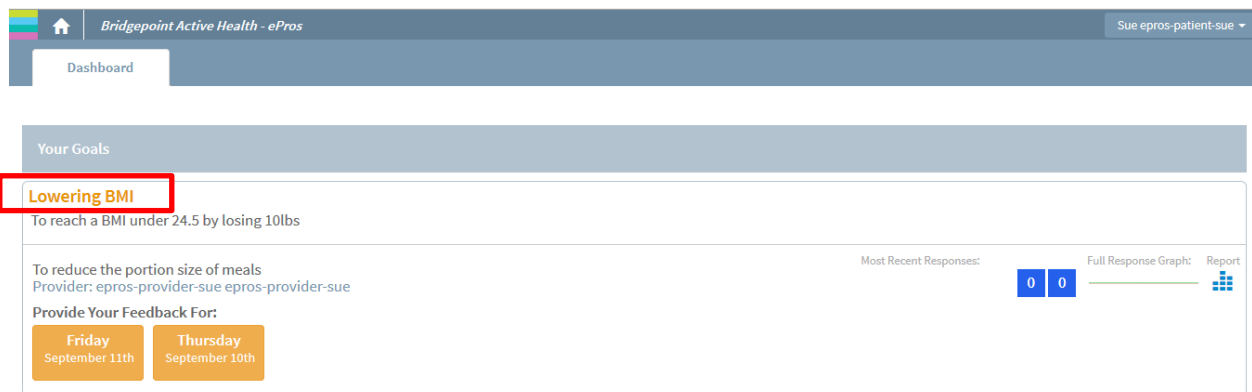 Bridgepoint Active Health - ePros
Sue epros-patient-sue
Dashboard
Your Goals
Lowering BMI
To reach a BMI under 24.5 by losing 10lbs
To reduce the portion size of meals
Provider: epros-provider-sue epros-provider-sue
Most Recent Responses:
0 0
Full Response Graph:
Report
Provide Your Feedback For:
Friday
September 11th
Thursday
September 10th